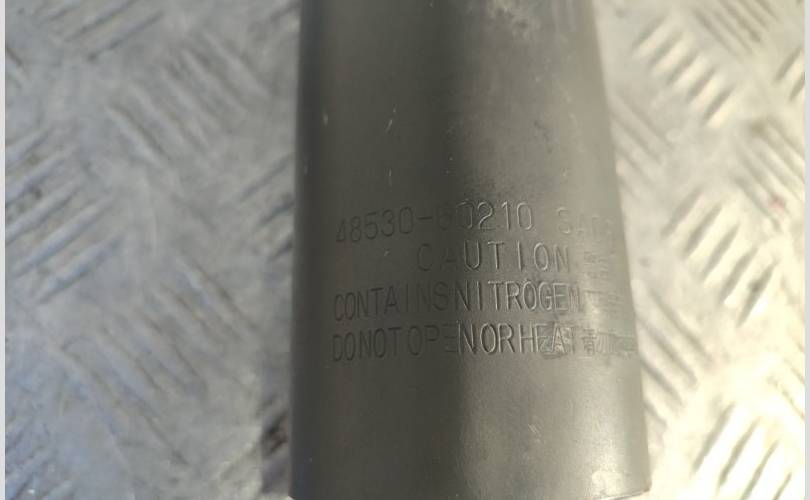 48530-60210
CAUTION
CONTAINSNITROGEN
DONOTOPENORHEAT